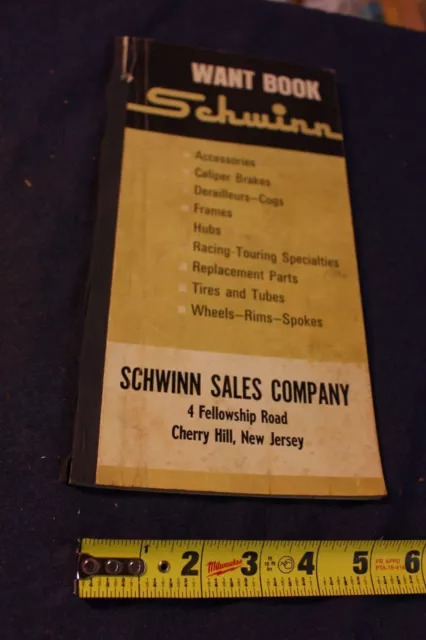 WANT BOOK
Schwinn
Accessories
Caliper Brakes
Derailleurs-Cogs
Frames
Hubs
Racing-Touring Specialties
Replacement Parts
Tires and Tubes
Wheels-Rims-Spokes
SCHWINN SALES COMPANY
4 Fellowship Road
Cherry Hill, New Jersey
1 2 3 4 5 6
Milwaukee